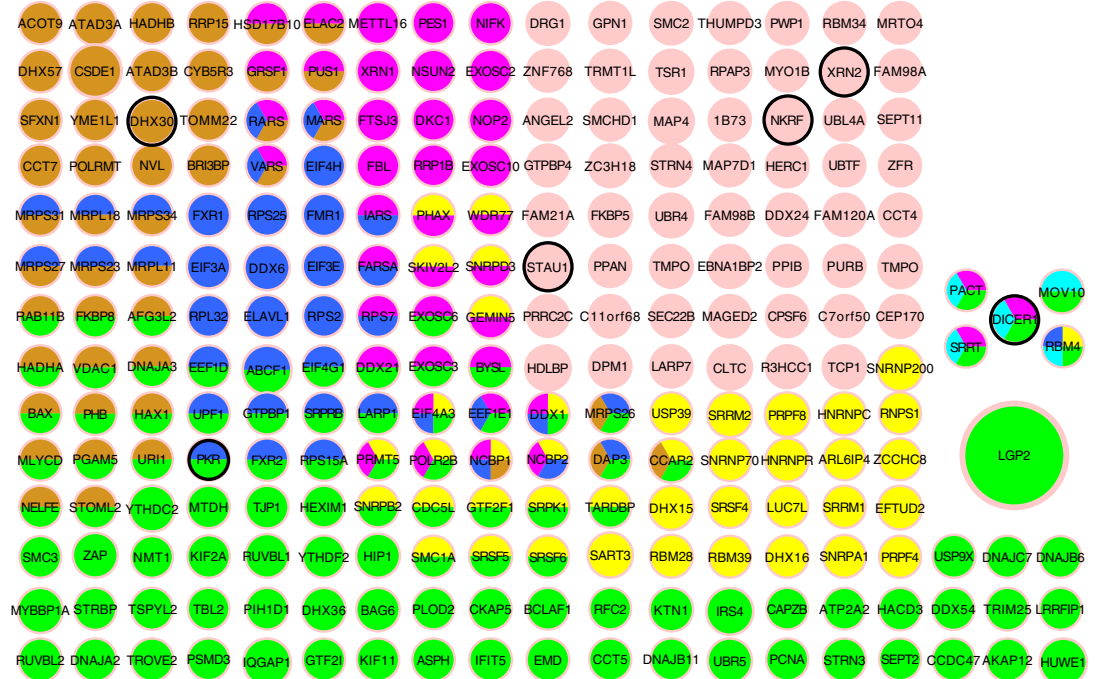 ACOT9 ATAD3A HADHB RRP15 HSD17B10 ELAC2 METTL16 PES1 NIFK DRG1 GPN1 SMC2 THUMPD3 PWP1 RBM34 MRTO4
DHX57 CSDE1 ATAD3B CYB5R3 GRSF1 PUS1 XRN1 NSUN2 EXOSC2 ZNF768 TRMT1L TSR1 RPAP3 MYO1B XRN2 FAM98A
SFXN1 YME1L1 DHX30 TOMM22 RARS MARS FTSJ3 DKC1 NOP2 ANGEL2 SMCHD1 MAP4 1B73 NKRF UBL4A SEPT11
CCT7 POLRMT NVL BRI3BP VARS EIF4H FBL RRP1B EXOSC10 GTPBP4 ZC3H18 STRN4 MAP7D1 HERC1 UBTF ZFR
MRPS31 MRPL18 MRPS34 FXR1 RPS25 FMR1 IARS PHAX WDR77 FAM21A FKBP5 UBR4 FAM98B DDX24 FAM120A CCT4
MRPS27 MRPS23 MRPL11 EIF3A DDX6 EIF3E FARSA SKIV2L2 SNRPD3 STAU1 PPAN TMPO EBNA1BP2 PPIB PURB TMPO
PACT MOV10
RAB11B FKBP8 AFG3L2 RPL32 ELAVL1 RPS2 RPS7 EXOSC6 GEMIN5 PRRC2C C11orf68 SEC22B MAGED2 CPSF6 C7orf50 CEP170 DICER1
SRRT RBM4
HADHA VDAC1 DNAJA3 EEF1D ABCF1 EIF4G1 DDX21 EXOSC3 BYSL HDLBP DPM1 LARP7 CLTC R3HCC1 TCP1 SNRNP200
BAX PHB HAX1 UPF1 GTPBP1 SRPRB LARP1 EIF4A3 EEF1E1 DDX1 MRPS26 USP39 SRRM2 PRPF8 HNRNPC RNPS1
MLYCD PGAM5 URI1 PKR FXR2 RPS15A PRMT5 POLR2B NCBP1 NCBP2 DAP3 CCAR2 SNRNP70 HNRNPR ARL6IP4 ZCCHC8 LGP2
NELFE STOML2 YTHDC2 MTDH TJP1 HEXIM1 SNRPB2 CDC5L GTF2F1 SRPK1 TARDBP DHX15 SRSF4 LUC7L SRRM1 EFTUD2
SMC3 ZAP NMT1 KIF2A RUVBL1 YTHDF2 HIP1 SMC1A SRSF5 SRSF6 SART3 RBM28 RBM39 DHX16 SNRPA1 PRPF4 USP9X DNAJC7 DNAJB6
MYBBP1A STRBP TSPYL2 TBL2 PIH1D1 DHX36 BAG6 PLOD2 CKAP5 BCLAF1 RFC2 KTN1 IRS4 CAPZB ATP2A2 HACD3 DDX54 TRIM25 LRRFIP1
RUVBL2 DNAJA2 TROVE2 PSMD3 IQGAP1 GTF2I KIF11 ASPH IFIT5 EMD CCT5 DNAJB11 UBR5 PCNA STRN3 SEPT2 CCDC47 AKAP12 HUWE1